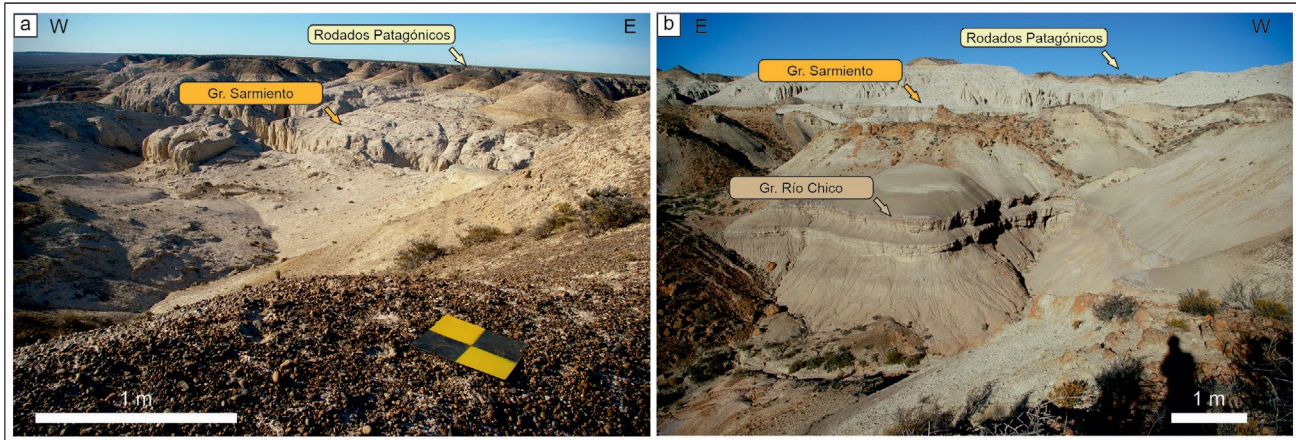 a W E
Rodados Patagónicos
Gr. Sarmiento
1 m
b E W
Rodados Patagónicos
Gr. Sarmiento
Gr. Río Chico
1 m